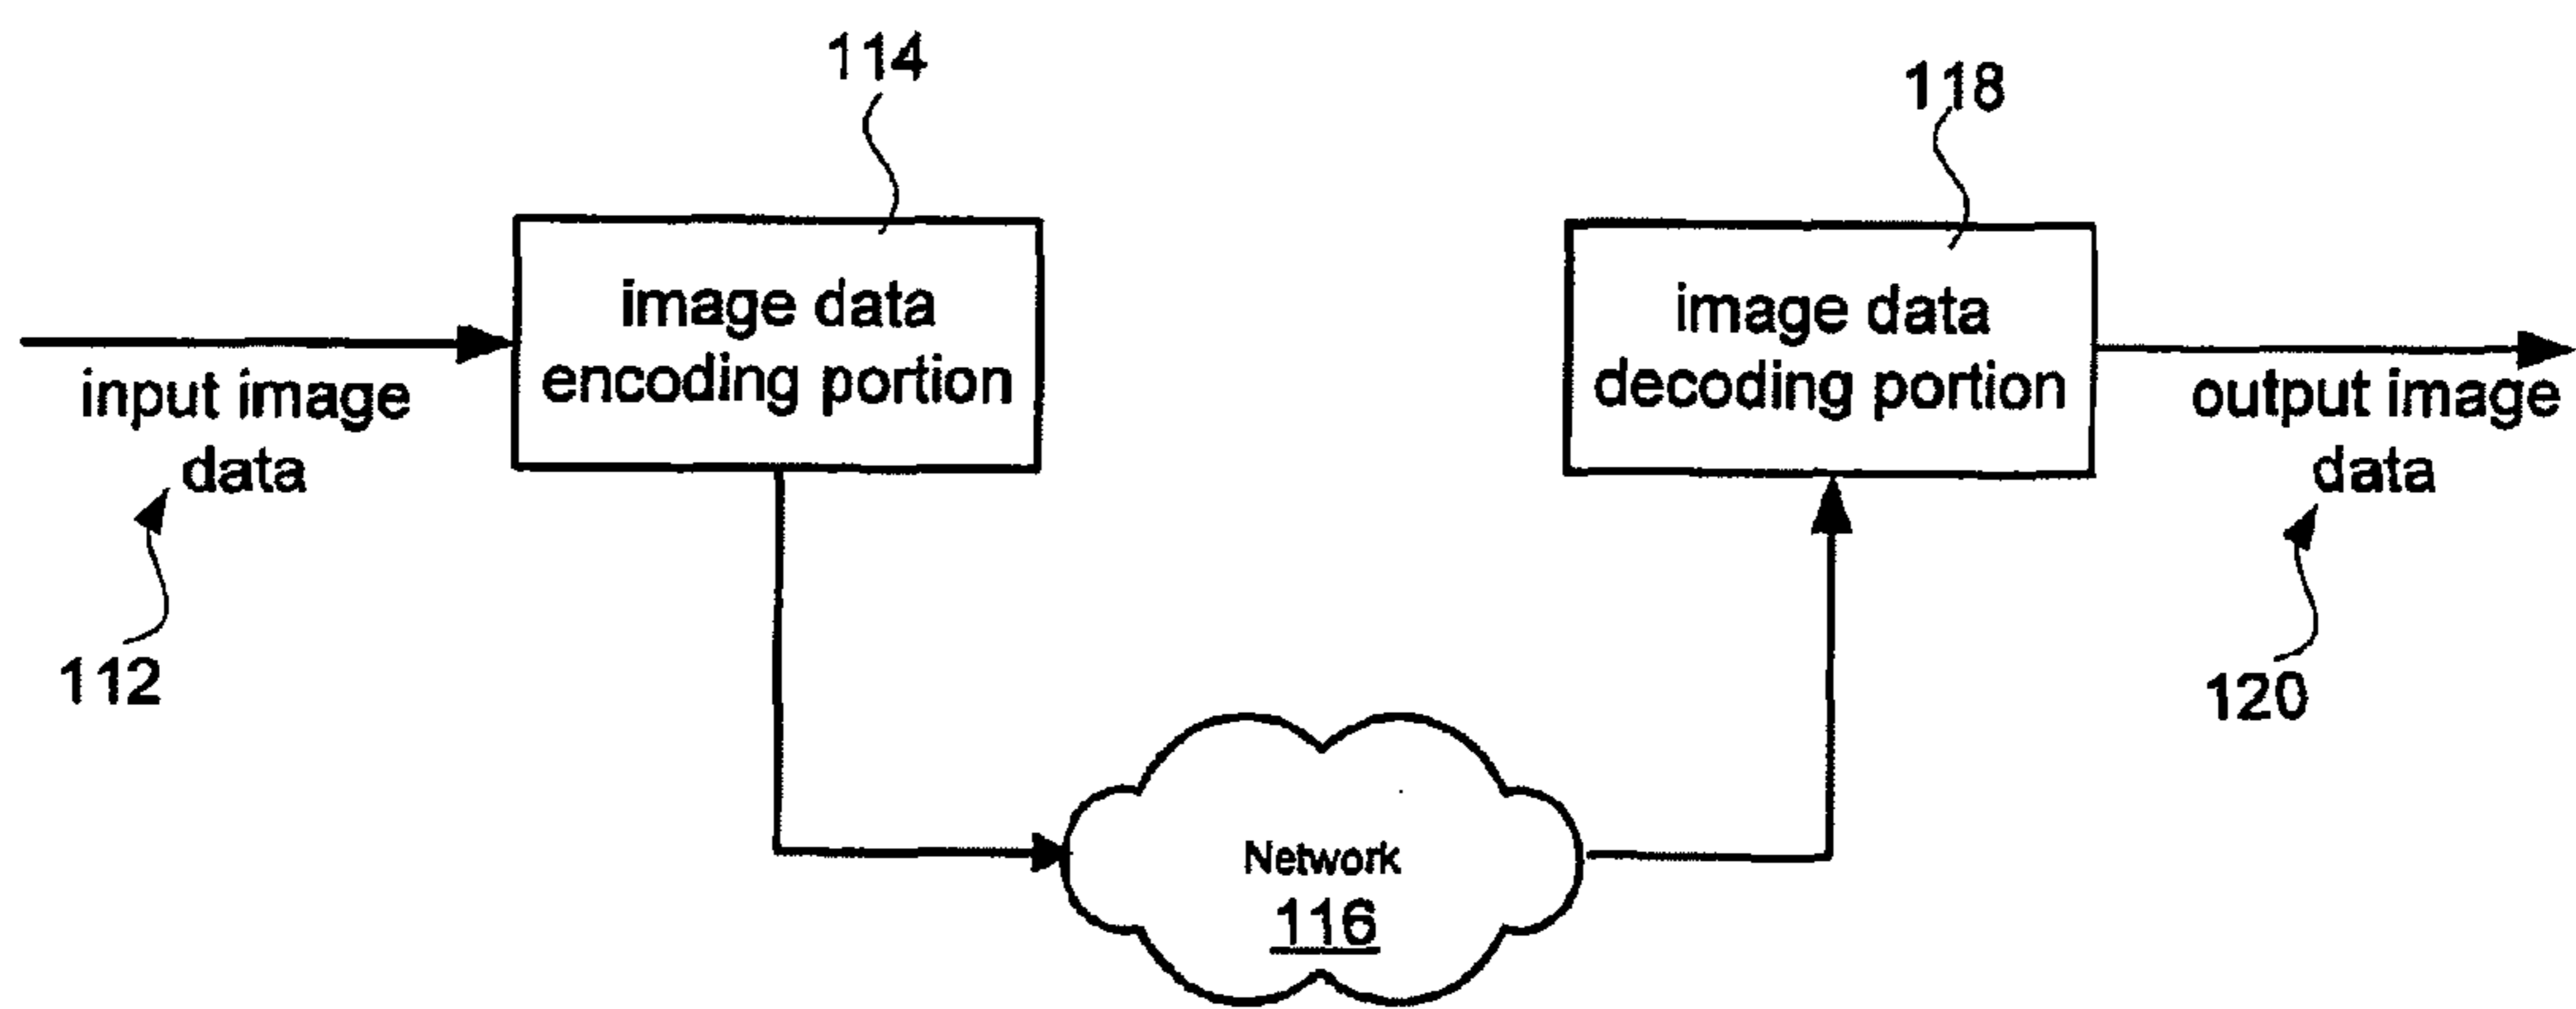 114
118
image data
encoding portion
image data
decoding portion
input image
data
output image
data
112
120
Network
116